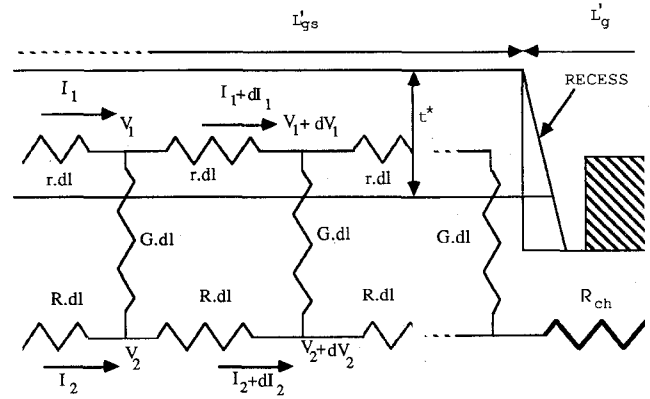 L'gs
L'g
I1
I1+dI1
t*
RECESS
V1
V1+dV1
r.dl
r.dl
r.dl
G.dl
G.dl
G.dl
R.dl
R.dl
R.dl
Rch
V2
V2+dV2
I2
I2+dI2